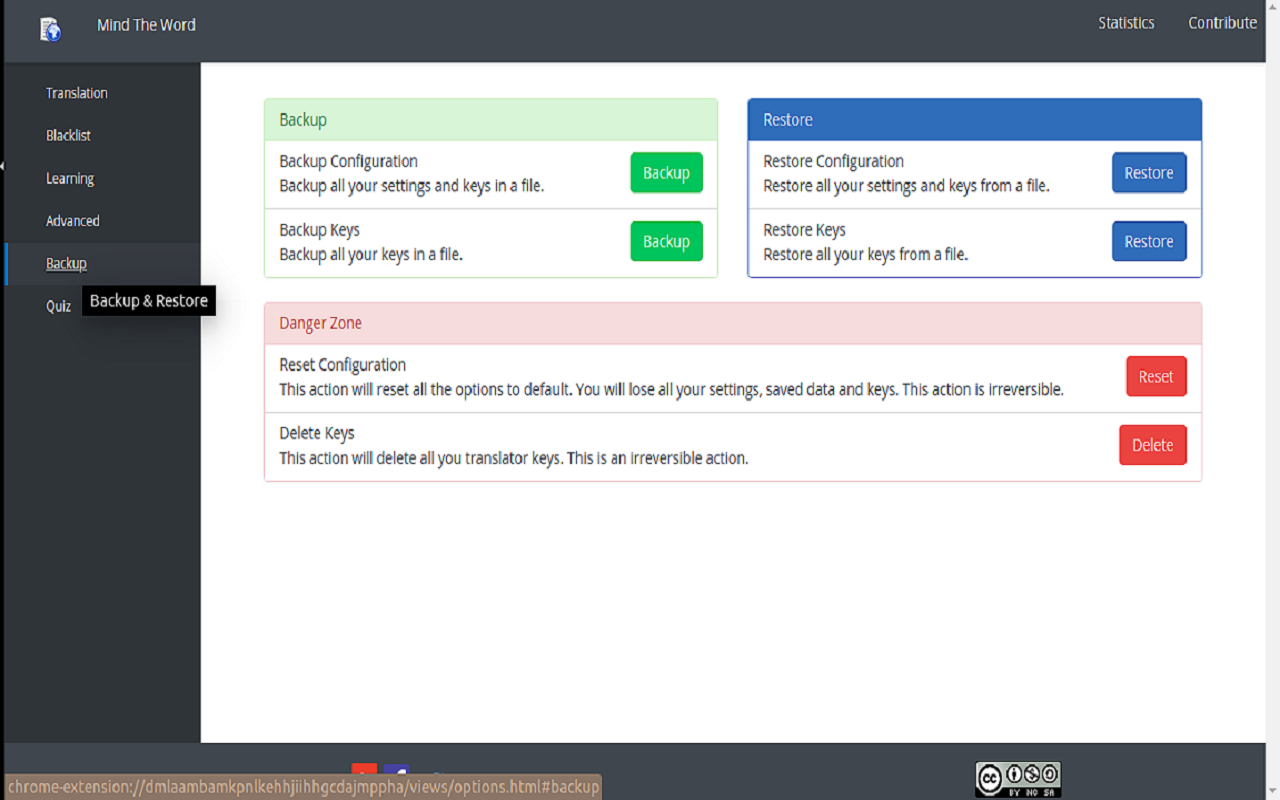 Mind The Word
Statistics
Contribute
Translation
Blacklist
Learning
Advanced
Backup
Quiz
Backup & Restore
Backup
Backup Configuration
Backup all your settings and keys in a file.
Backup
Backup Keys
Backup all your keys in a file.
Backup
Restore
Restore Configuration
Restore all your settings and keys from a file.
Restore
Restore Keys
Restore all your keys from a file.
Restore
Danger Zone
Reset Configuration
This action will reset all the options to default. You will lose all your settings, saved data and keys. This action is irreversible.
Reset
Delete Keys
This action will delete all you translator keys. This is an irreversible action.
Delete
chrome-extension://dmlaambamkpnlkehhjiihhgcdajmppha/views/options.html#backup
cc
BY NC SA